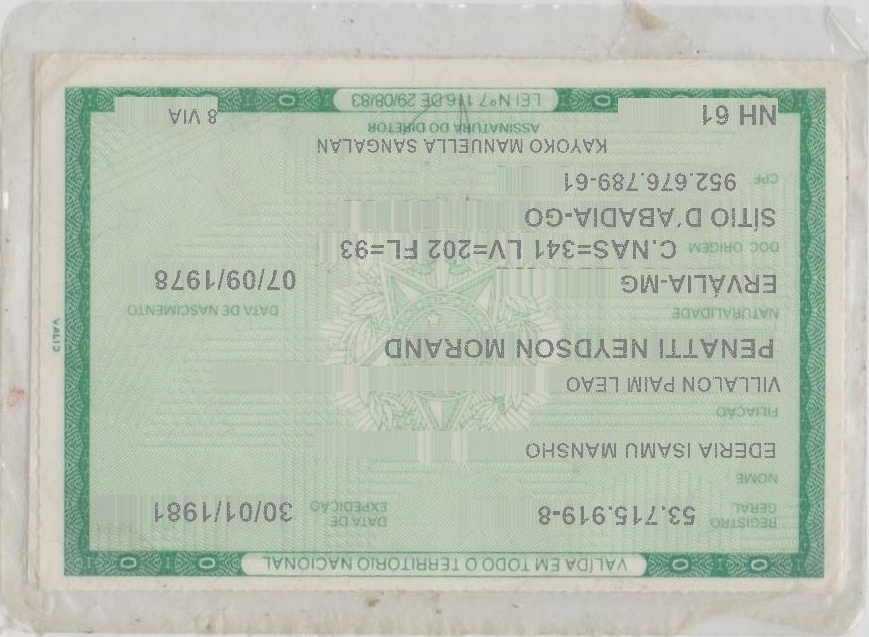 VALÍDA EM TODO O TERRITORIO NACIONAL
REGISTRO GERAL 53.715.919-8 DATA DE EXPEDIÇÃO 30/01/1981
NOME
EDERIA ISAMU MANSHO
FILIAÇÃO
VILLALON PAIM LEAO
PENATTI NEYDSON MORAND
NATURALIDADE DATA DE NASCIMENTO
ERVÁLIA-MG 07/09/1978
DOC ORIGEM C.NAS=341 LV=202 FL=93
SÍTIO D'ABADIA-GO
CPF 952.676.789-61
KAYOKO MANUELLA SANGALAN
ASSINATURA DO DIRETOR
NH 61 8 VIA
LEI Nº 7.116 DE 29/08/83